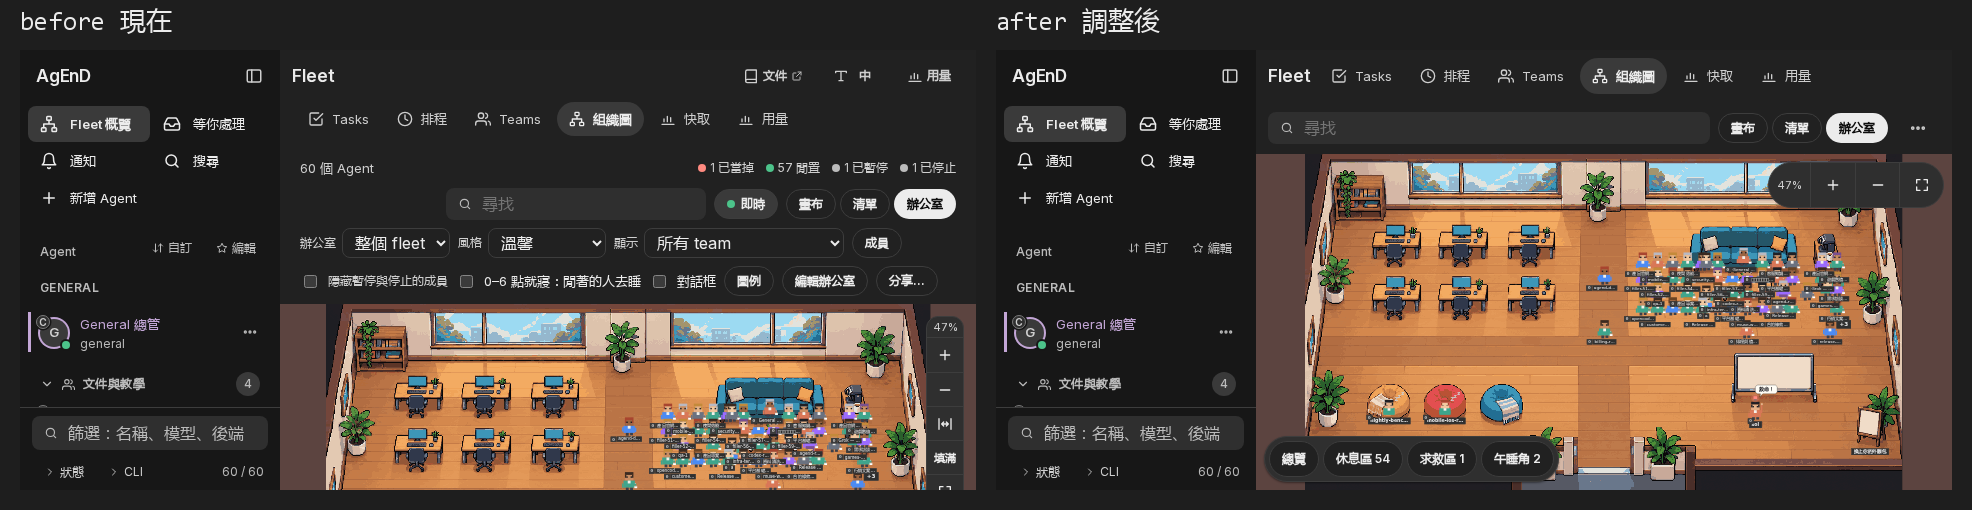 before 現在
AgEnD
Fleet 概覽
等你處理
通知
搜尋
新增 Agent
Agent
自訂
編輯
GENERAL
C
G
General 總管
general
文件與教學
4
篩選：名稱、模型、後端
狀態
CLI
60 / 60
Fleet
文件
中
用量
Tasks
排程
Teams
組織圖
快取
用量
60 個 Agent
1 已當掉
57 閒置
1 已暫停
1 已停止
尋找
即時
畫布
清單
辦公室
辦公室
整個 fleet
風格
溫馨
顯示
所有 team
成員
隱藏暫停與停止的成員
0–6 點就寢：閒著的人去睡
對話框
圖例
編輯辦公室
分享…
47%
填滿
+3
after 調整後
AgEnD
Fleet 概覽
等你處理
通知
搜尋
新增 Agent
Agent
自訂
編輯
GENERAL
C
G
General 總管
general
文件與教學
4
篩選：名稱、模型、後端
狀態
CLI
60 / 60
Fleet
Tasks
排程
Teams
組織圖
快取
用量
尋找
畫布
清單
辦公室
47%
+3
總覽
休息區 54
求救區 1
午睡角 2